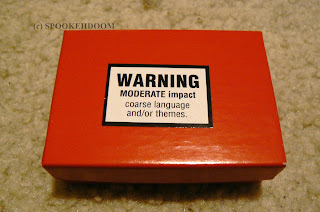 (c) SPOOKEHDOOM
WARNING
MODERATE impact
coarse language
and/or themes.